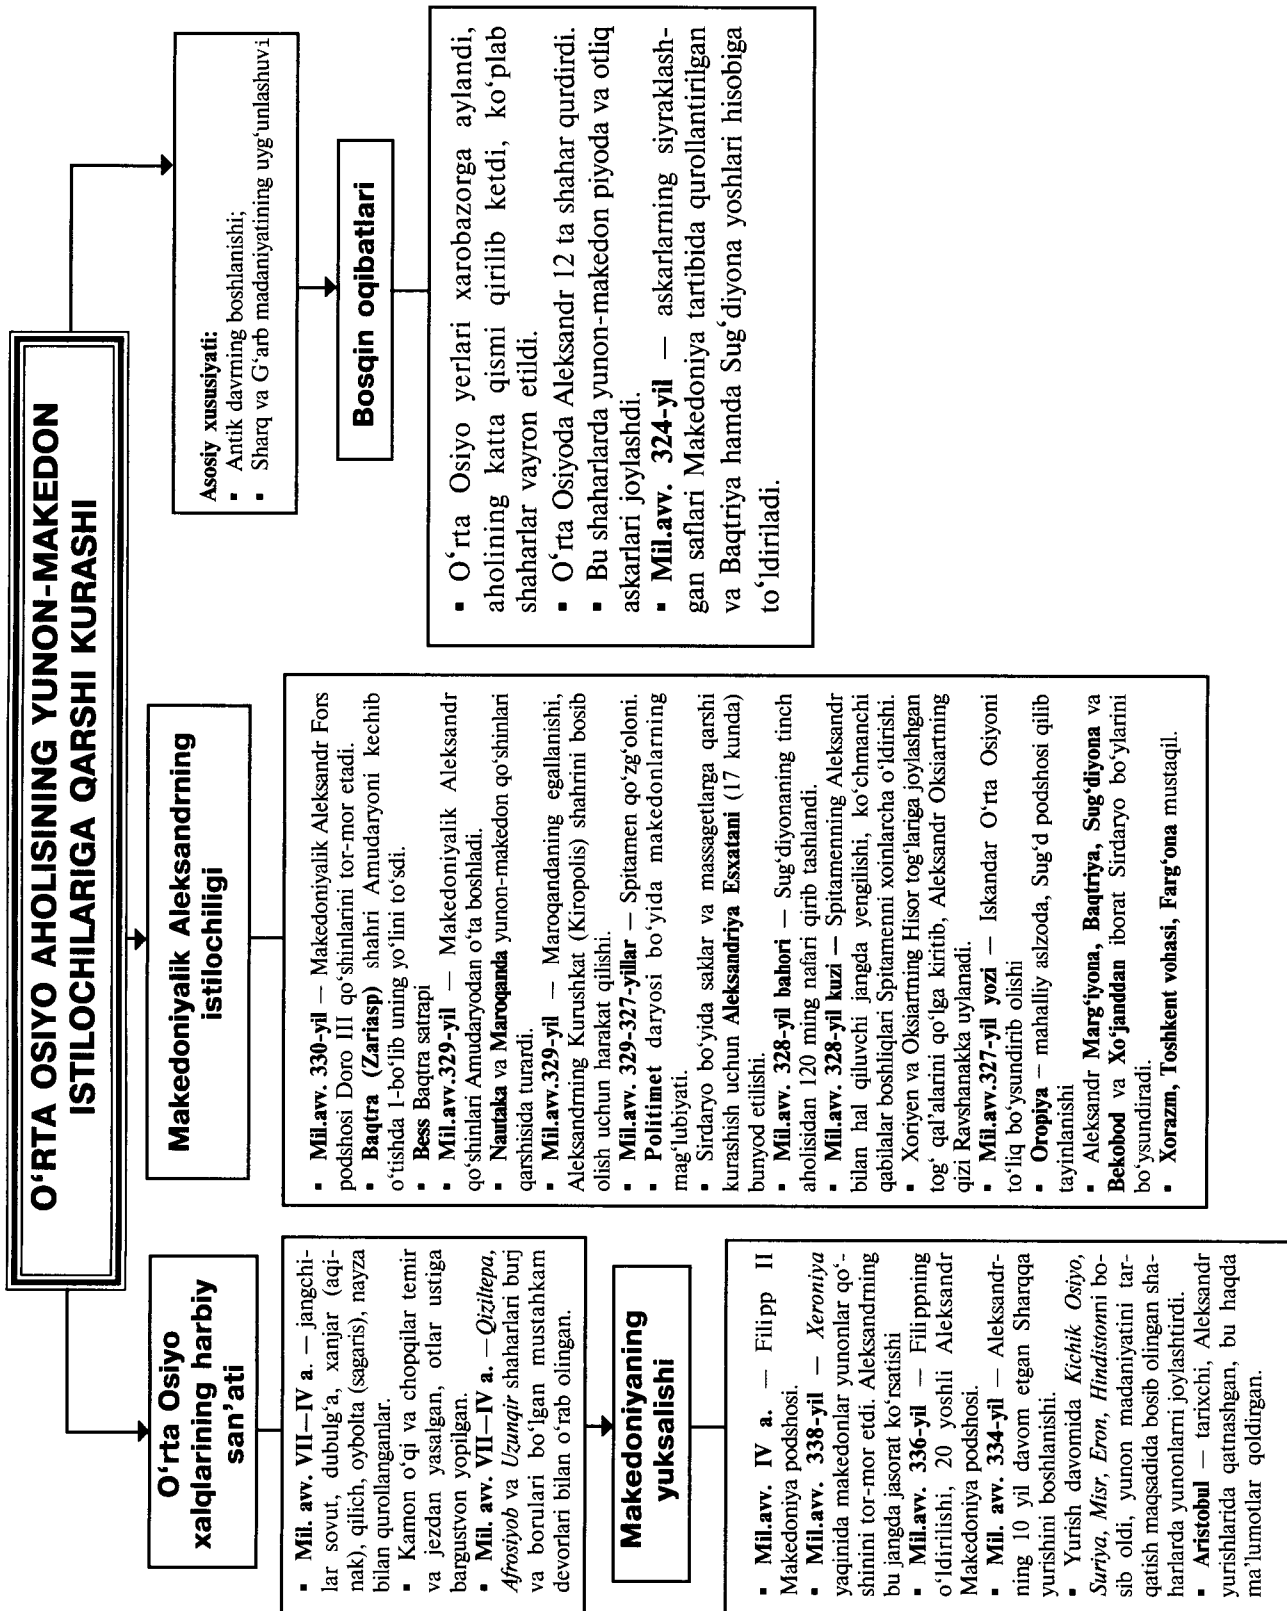 O‘RTA OSIYO AHOLISINING YUNON-MAKEDON
ISTILOCHILARIGA QARSHI KURASHI
O‘rta Osiyo
xalqlarining harbiy
san’ati
▪ Mil. avv. VII—IV a. — jangchi-
lar sovut, dubulg‘a, xanjar (aqi-
nak), qilich, oybolta (sagaris), nayza
bilan qurollanganlar.
▪ Kamon o‘qi va chopqilar temir
va jezdan yasalgan, otlar ustiga
bargustvon yopilgan.
▪ Mil. avv. VII—IV a. — Qiziltepa,
Afrosiyob va Uzunqir shaharlari burj
va borulari bo‘lgan mustahkam
devorlari bilan o‘rab olingan.
Makedoniyaning
yuksalishi
▪ Mil.avv. IV a. — Filipp II
Makedoniya podshosi.
▪ Mil.avv. 338-yil — Xeroniya
yaqinida makedonlar yunonlar qo‘-
shinini tor-mor etdi. Aleksandrning
bu jangda jasorat ko‘rsatishi
▪ Mil.avv. 336-yil — Filippning
o‘ldirilishi, 20 yoshli Aleksandr
Makedoniya podshosi.
▪ Mil. avv. 334-yil — Aleksandr-
ning 10 yil davom etgan Sharqqa
yurishini boshlanishi.
▪ Yurish davomida Kichik Osiyo,
Suriya, Misr, Eron, Hindistonni bo-
sib oldi, yunon madaniyatini tar-
qatish maqsadida bosib olingan sha-
harlarda yunonlarni joylashtirdi.
▪ Aristobul — tarixchi, Aleksandr
yurishlarida qatnashgan, bu haqda
ma’lumotlar qoldirgan.
Makedoniyalik Aleksandrning
istilochiligi
▪ Mil.avv. 330-yil — Makedoniyalik Aleksandr Fors
podshosi Doro III qo‘shinlarini tor-mor etadi.
▪ Baqtra (Zariasp) shahri Amudaryoni kechib
o‘tishda 1-bo‘lib uning yo‘lini to‘sdi.
▪ Bess Baqtra satrapi
▪ Mil.avv.329-yil — Makedoniyalik Aleksandr
qo‘shinlari Amudaryodan o‘ta boshladi.
▪ Nautaka va Maroqanda yunon-makedon qo‘shinlari
qarshisida turardi.
▪ Mil.avv.329-yil — Maroqandaning egallanishi,
Aleksandrning Kurushkat (Kiropolis) shahrini bosib
olish uchun harakat qilishi.
▪ Mil.avv. 329-327-yillar — Spitamen qo‘zg‘oloni.
▪ Politimet daryosi bo‘yida makedonlarning
mag‘lubiyati.
▪ Sirdaryo bo‘yida saklar va massagetlarga qarshi
kurashish uchun Aleksandriya Esxatani (17 kunda)
bunyod etilishi.
▪ Mil.avv. 328-yil bahori — Sug‘diyonaning tinch
aholisidan 120 ming nafari qirib tashlandi.
▪ Mil.avv. 328-yil kuzi — Spitamenning Aleksandr
bilan hal qiluvchi jangda yengilishi, ko‘chmanchi
qabilalar boshliqlari Spitamenni xoinlarcha o‘ldirishi.
▪ Xoriyen va Oksiartning Hisor tog‘lariga joylashgan
tog‘ qal’alarini qo‘lga kiritib, Aleksandr Oksiartning
qizi Ravshanakka uylanadi.
▪ Mil.avv.327-yil yozi — Iskandar O‘rta Osiyoni
to‘liq bo‘ysundirib olishi
▪ Oropiya — mahalliy aslzoda, Sug‘d podshosi qilib
tayinlanishi
▪ Aleksandr Marg‘iyona, Baqtriya, Sug‘diyona va
Bekobod va Xo‘janddan iborat Sirdaryo bo‘ylarini
bo‘ysundiradi.
▪ Xorazm, Toshkent vohasi, Farg‘ona mustaqil.
Asosiy xususiyati:
▪ Antik davrning boshlanishi;
▪ Sharq va G‘arb madaniyatining uyg‘unlashuvi
Bosqin oqibatlari
▪ O‘rta Osiyo yerlari xarobazorga aylandi,
aholining katta qismi qirilib ketdi, ko‘plab
shaharlar vayron etildi.
▪ O‘rta Osiyoda Aleksandr 12 ta shahar qurdirdi.
▪ Bu shaharlarda yunon-makedon piyoda va otliq
askarlari joylashdi.
▪ Mil.avv. 324-yil — askarlarning siyraklash-
gan saflari Makedoniya tartibida qurollantirilgan
va Baqtriya hamda Sug‘diyona yoshlari hisobiga
to‘ldiriladi.